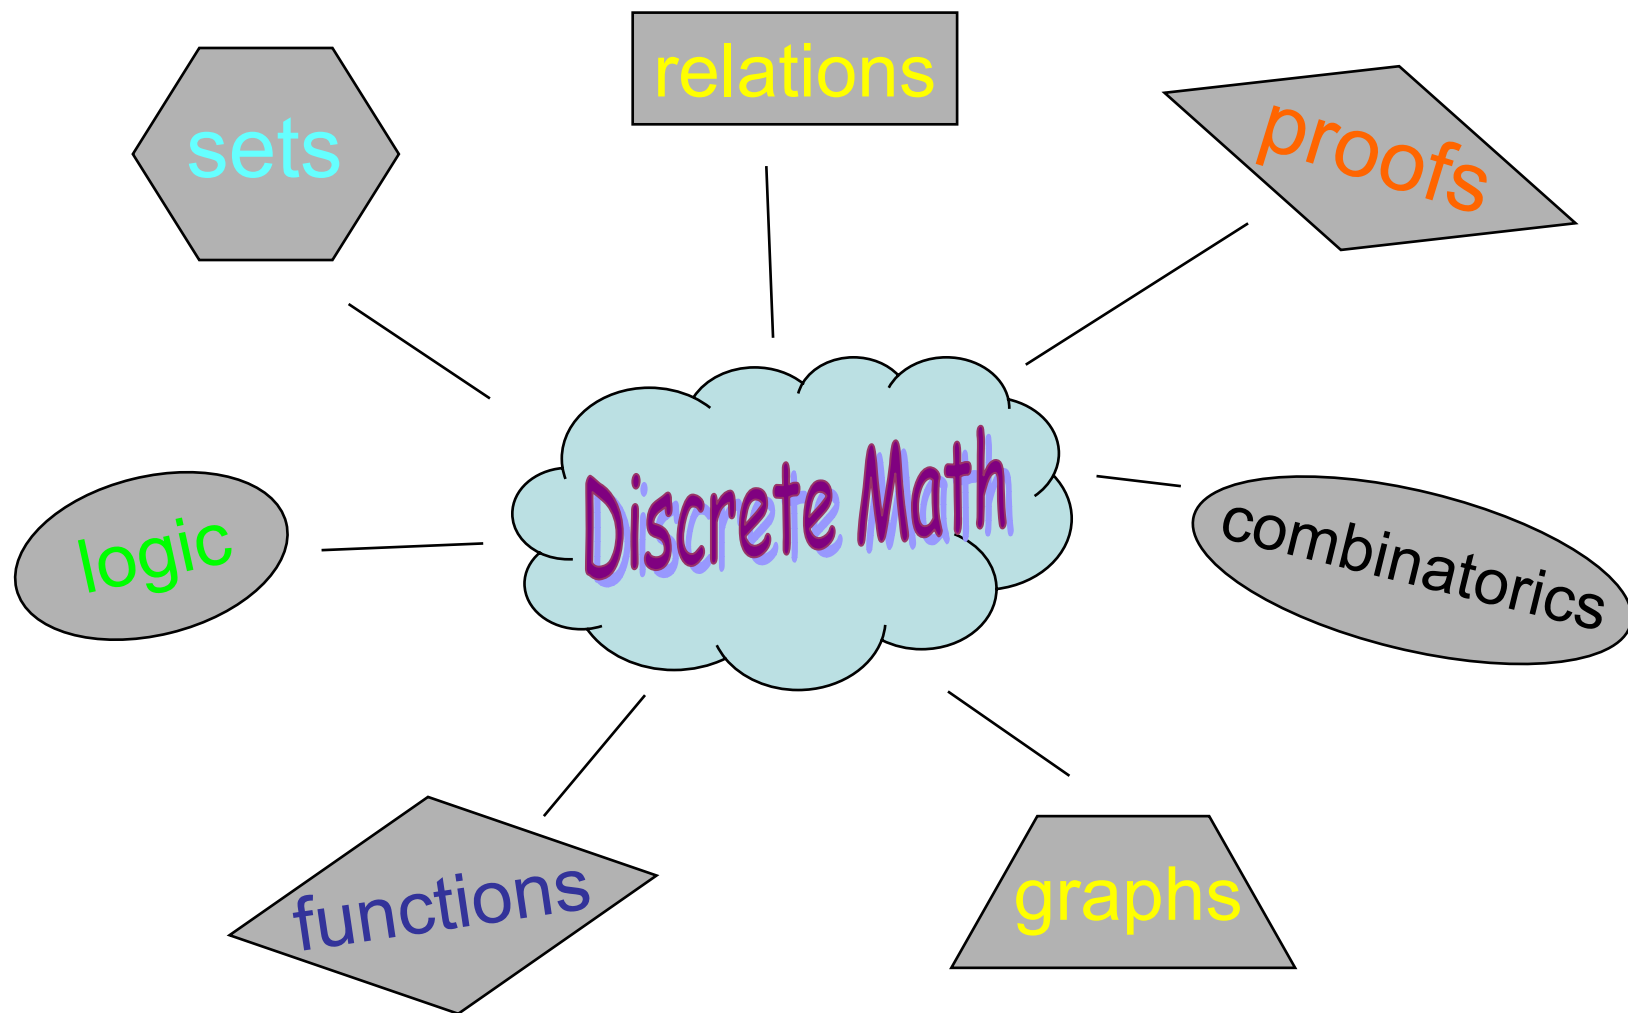 relations
sets
proofs
Discrete Math
logic
combinatorics
functions
graphs